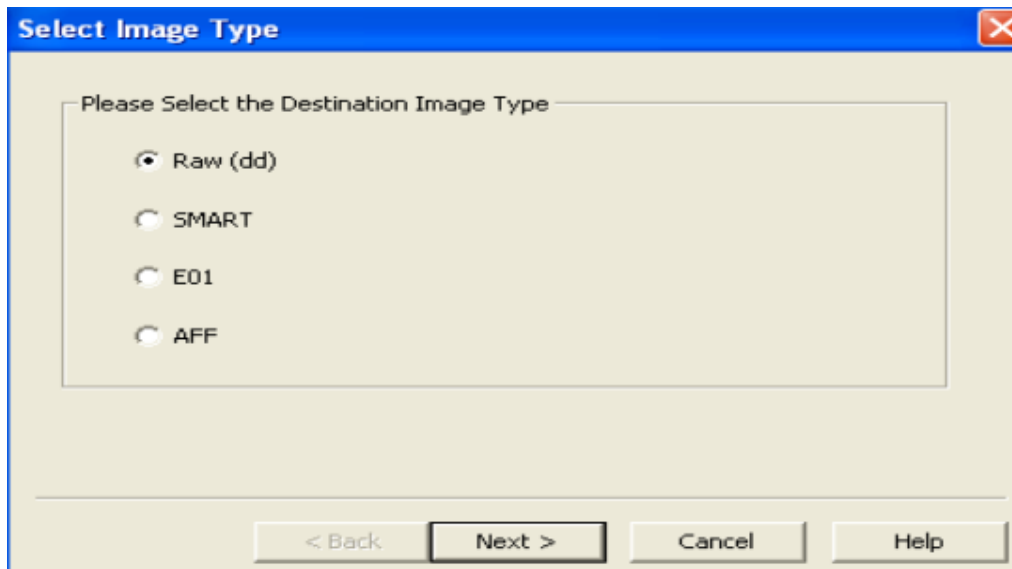 Select Image Type
Please Select the Destination Image Type
Raw (dd)
SMART
E01
AFF
< Back Next > Cancel Help